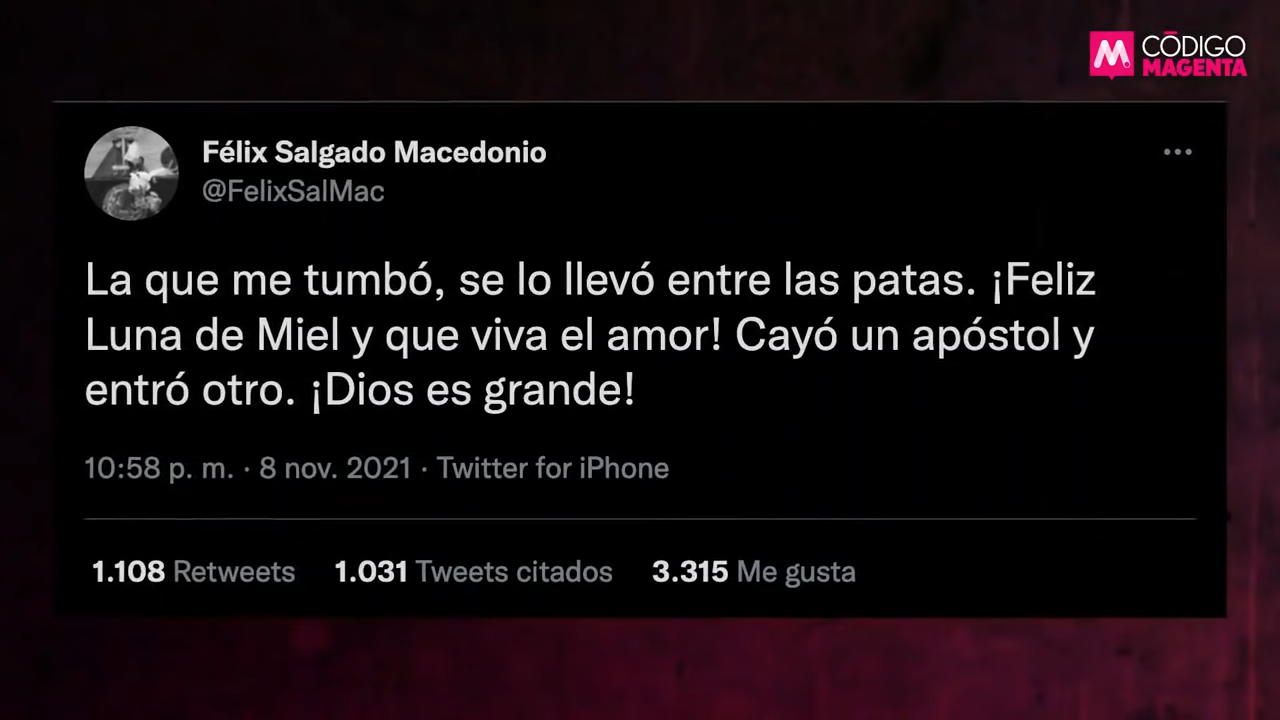 CÓDIGO
MAGENTA
Félix Salgado Macedonio
@FelixSalMac
La que me tumbó, se lo llevó entre las patas. ¡Feliz
Luna de Miel y que viva el amor! Cayó un apóstol y
entró otro. ¡Dios es grande!
10:58 p. m. · 8 nov. 2021 · Twitter for iPhone
1.108 Retweets 1.031 Tweets citados 3.315 Me gusta